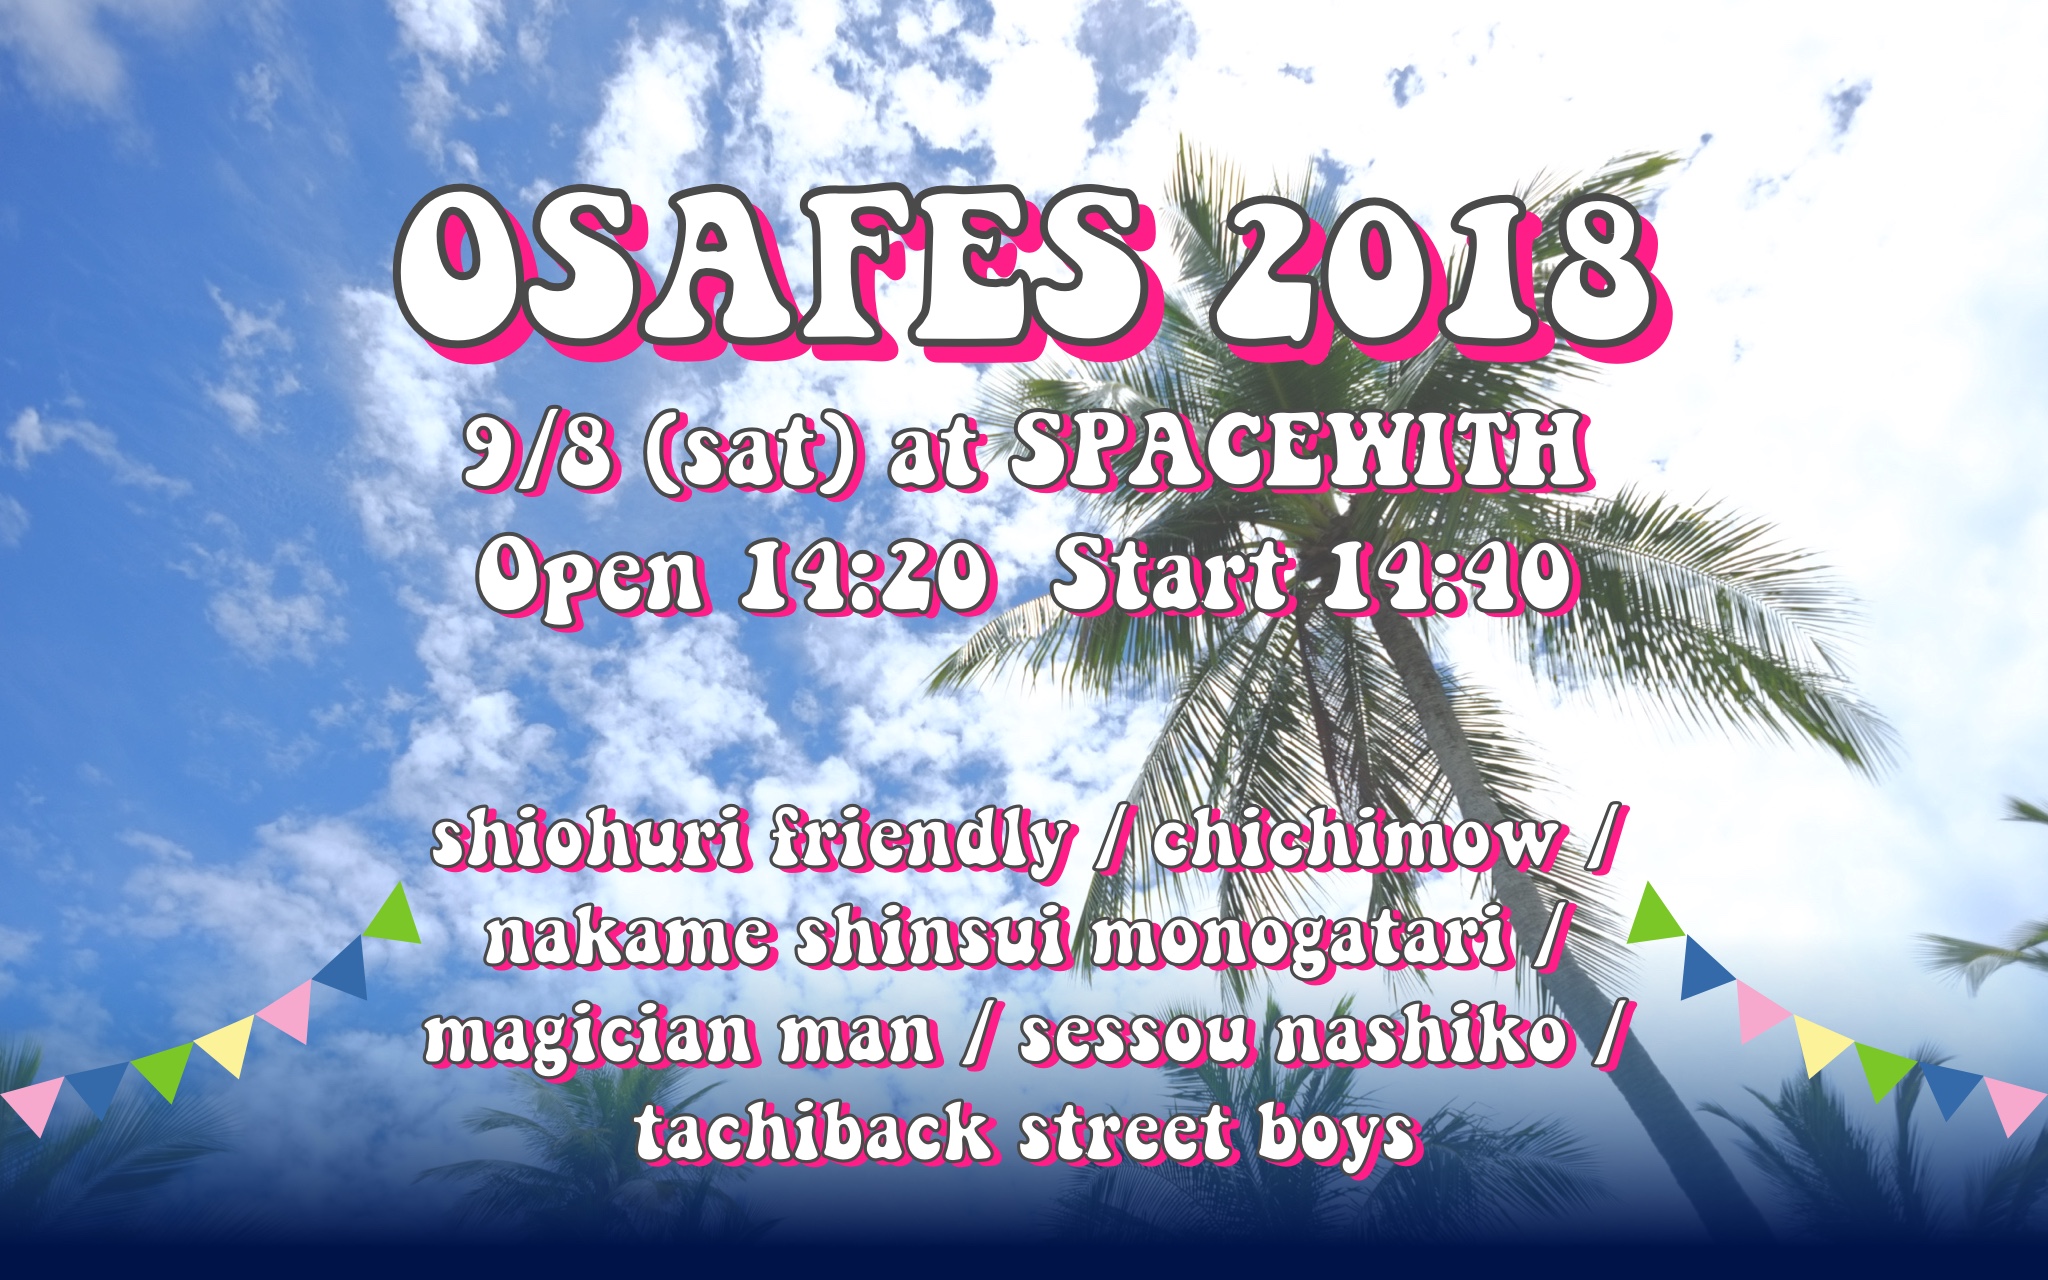 OSAFES 2018
9/8 (sat) at SPACEWITH
Open 14:20 Start 14:40
shiohuri friendly / chichimow /
nakame shinsui monogatari /
magician man / sessou nashiko /
tachiback street boys